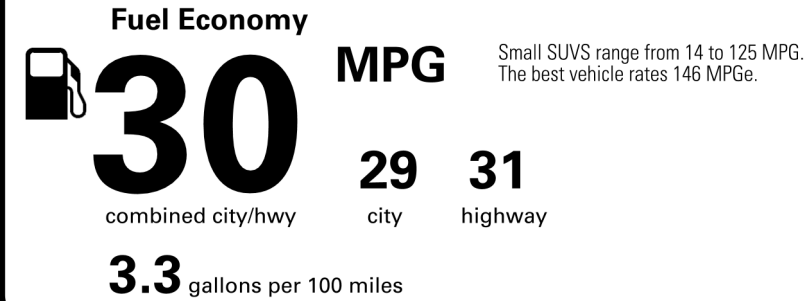 Fuel Economy
30 MPG
Small SUVS range from 14 to 125 MPG.
The best vehicle rates 146 MPGe.
29 31
combined city/hwy city highway
3.3 gallons per 100 miles